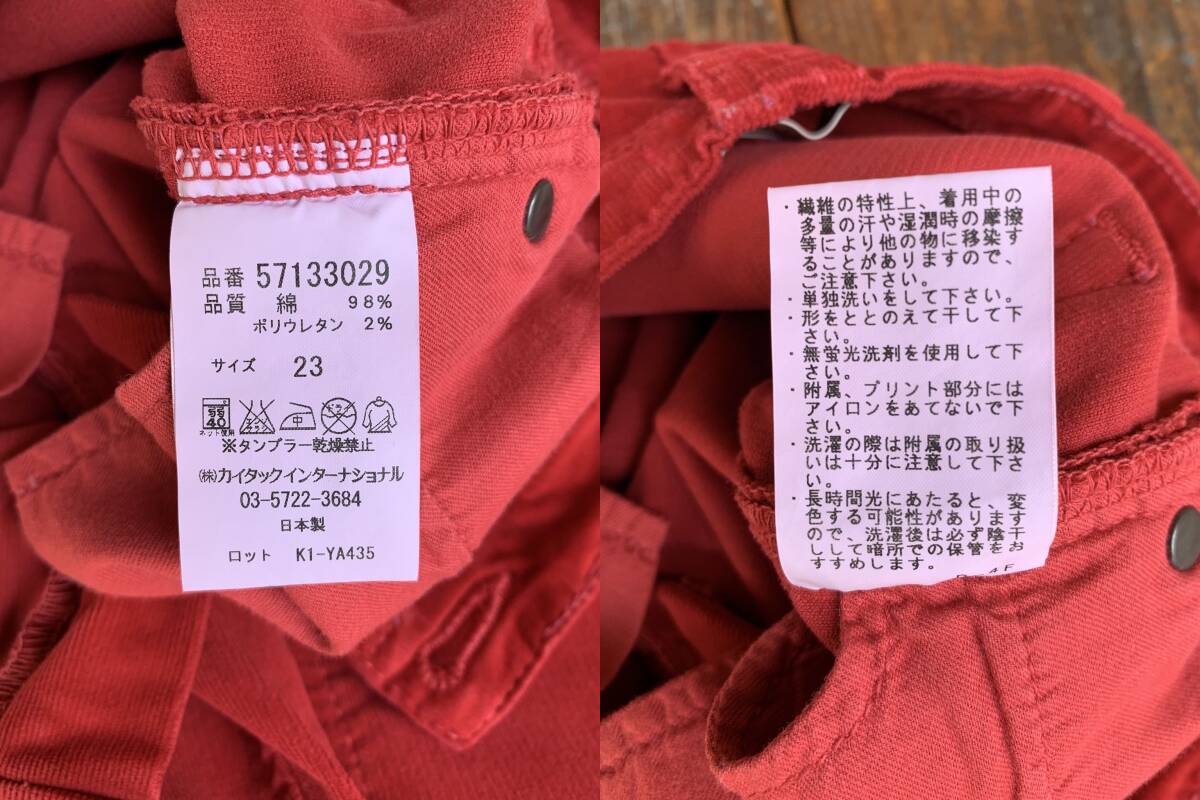 品番 57133029
品質 綿 98%
ポリウレタン 2%
サイズ 23
40
ネット使用
中
ドライ
※タンブラー乾燥禁止
㈱カイタックインターナショナル
03-5722-3684
日本製
ロット K1-YA435
・繊維の特性上、着用中の
多量の汗や湿潤時の摩擦
等により他の物に移染す
ることがありますので、
ご注意下さい。
・単独洗いをして下さい。
・形をととのえて干して下
さい。
・無蛍光洗剤を使用して下
さい。
・附属、プリント部分には
アイロンをあてないで下
さい。
・洗濯の際は附属の取り扱
いは十分に注意して下さ
い。
・長時間光にあたると、変
色する可能性があります
ので、洗濯後は必ず陰干
しして暗所での保管をお
すすめします。